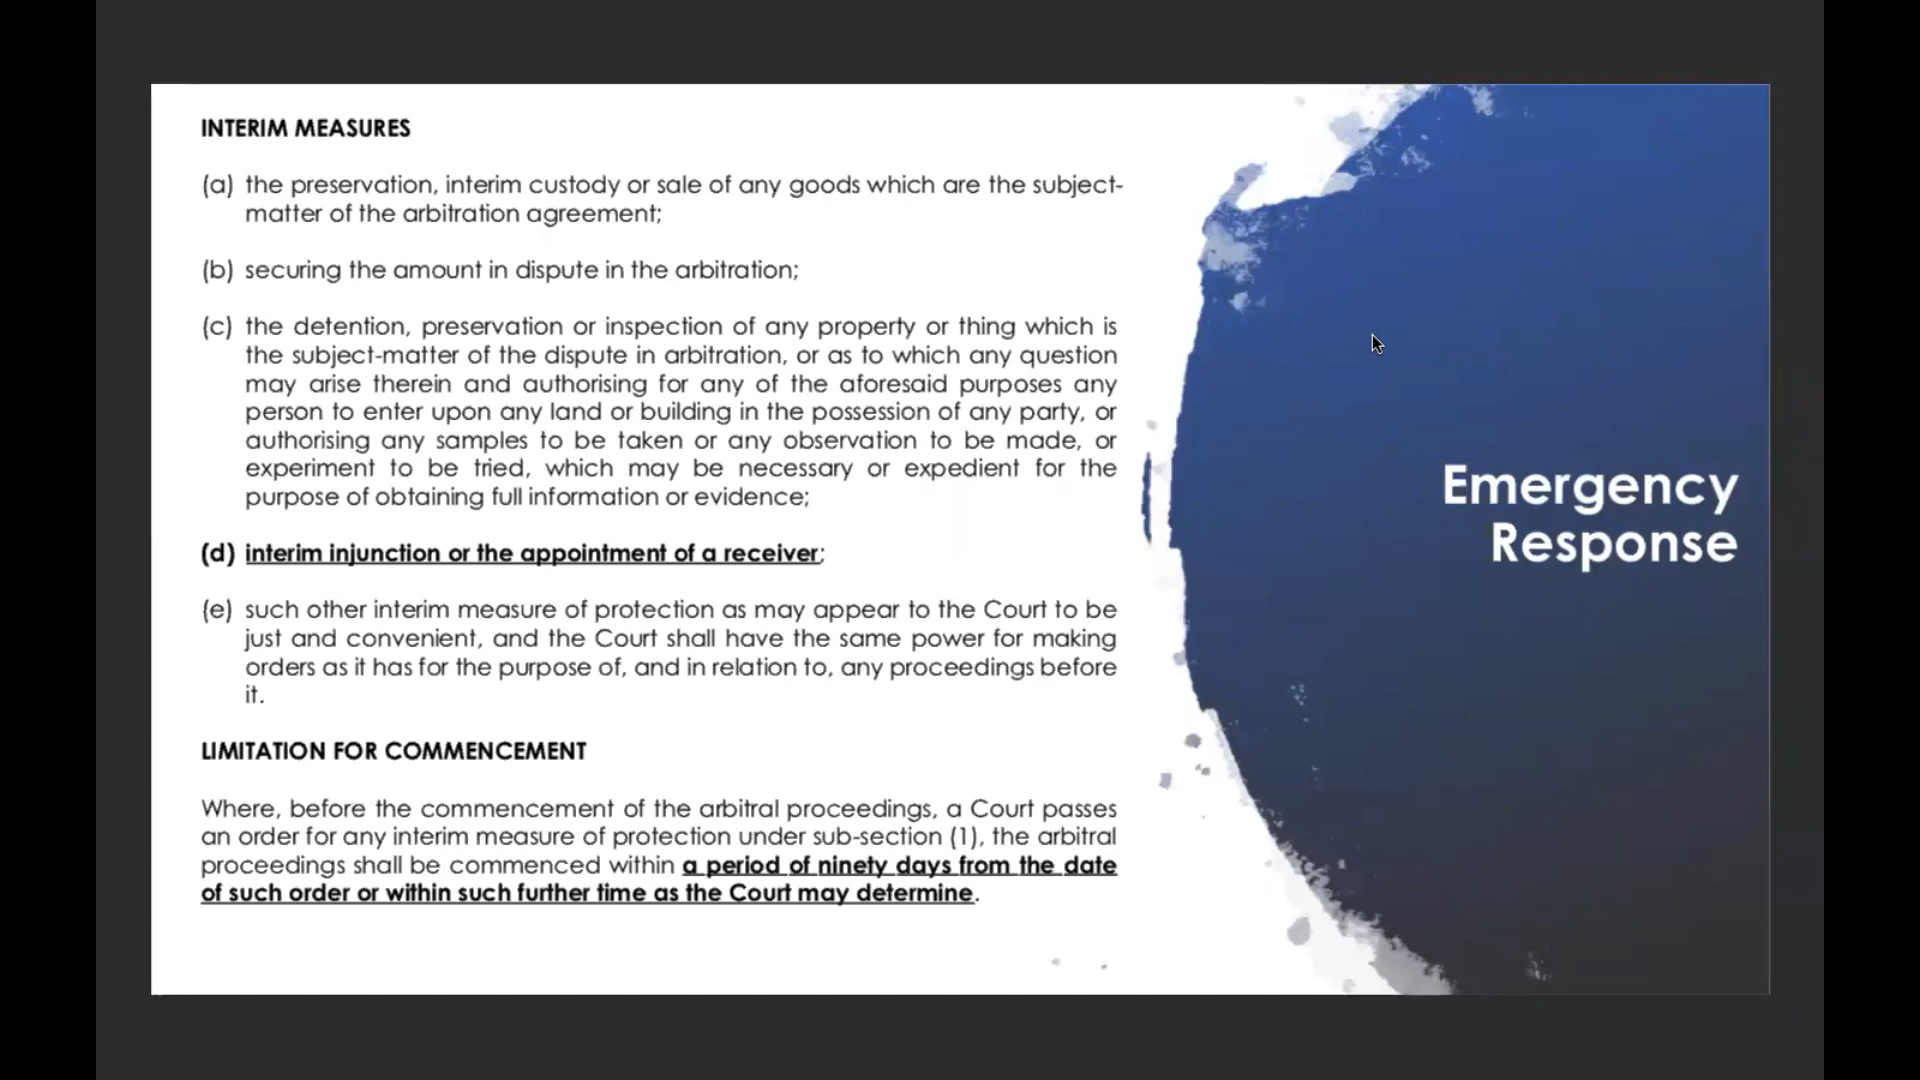 INTERIM MEASURES
(a) the preservation, interim custody or sale of any goods which are the subject-
matter of the arbitration agreement;
(b) securing the amount in dispute in the arbitration;
(c) the detention, preservation or inspection of any property or thing which is
the subject-matter of the dispute in arbitration, or as to which any question
may arise therein and authorising for any of the aforesaid purposes any
person to enter upon any land or building in the possession of any party, or
authorising any samples to be taken or any observation to be made, or
experiment to be tried, which may be necessary or expedient for the
purpose of obtaining full information or evidence;
(d) interim injunction or the appointment of a receiver;
(e) such other interim measure of protection as may appear to the Court to be
just and convenient, and the Court shall have the same power for making
orders as it has for the purpose of, and in relation to, any proceedings before
it.
LIMITATION FOR COMMENCEMENT
Where, before the commencement of the arbitral proceedings, a Court passes
an order for any interim measure of protection under sub-section (1), the arbitral
proceedings shall be commenced within a period of ninety days from the date
of such order or within such further time as the Court may determine.
Emergency
Response